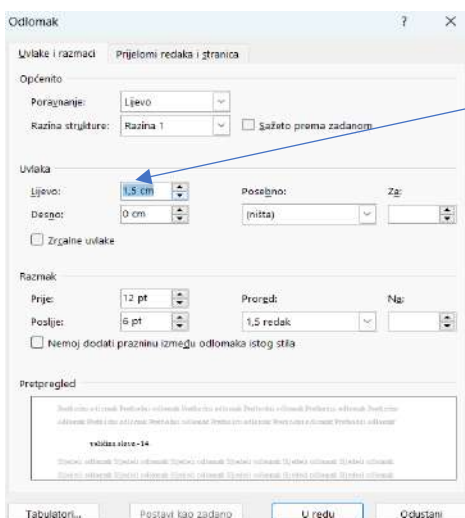 Odlomak ? ×
Uvlake i razmaci Prijelomi redaka i stranica
Općenito
Poravnanje: Lijevo
Razina strukture: Razina 1 Sažeto prema zadanom
Uvlaka
Lijevo: 1,5 cm Posebno: Za:
Desno: 0 cm (ništa)
Zrcalne uvlake
Razmak
Prije: 12 pt Prored: Na:
Poslije: 6 pt 1,5 redak
Nemoj dodati prazninu između odlomaka istog stila
Pretpregled
Tabulatori... Postavi kao zadano U redu Odustani